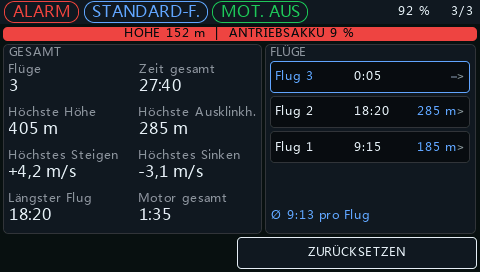 ALARM STANDARD-F. MOT. AUS 92 % 3/3
HÖHE 152 m | ANTRIEBSAKKU 9 %
GESAMT
Flüge Zeit gesamt
3 27:40
Höchste Höhe Höchste Ausklinkh.
405 m 285 m
Höchstes Steigen Höchstes Sinken
+4,2 m/s -3,1 m/s
Längster Flug Motor gesamt
18:20 1:35
FLÜGE
Flug 3 0:05 -->
Flug 2 18:20 285 m>
Flug 1 9:15 185 m>
Ø 9:13 pro Flug
ZURÜCKSETZEN